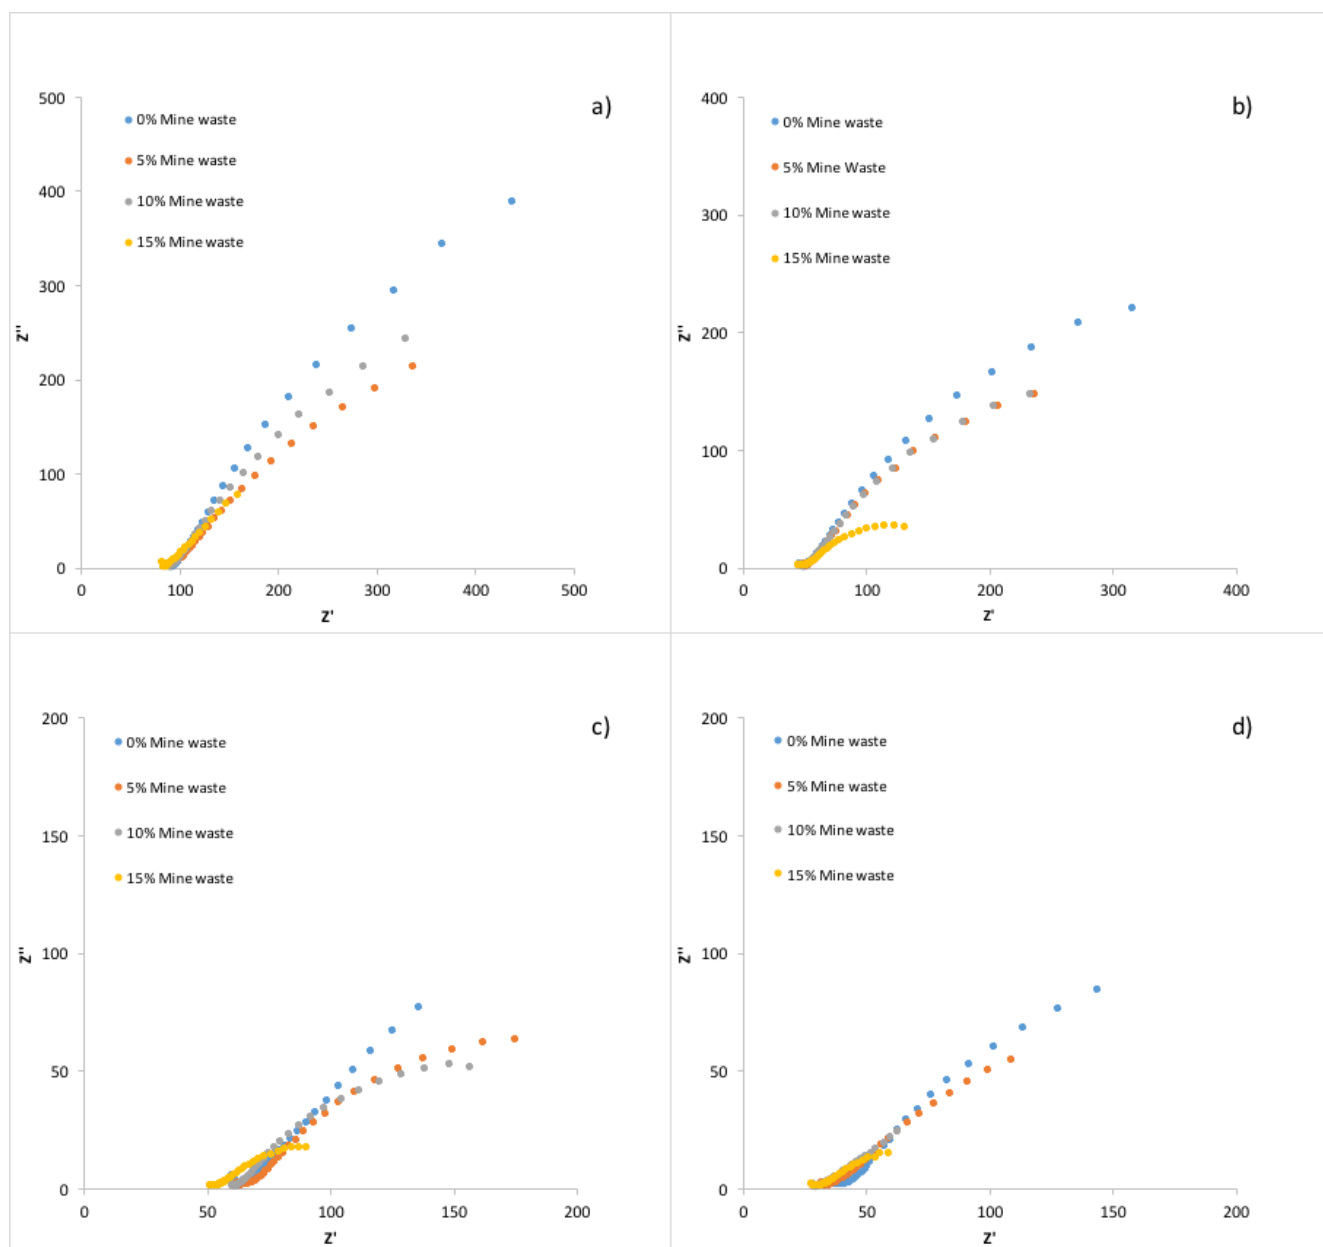 a)
500
400
300
200
100
0
0% Mine waste
5% Mine waste
10% Mine waste
15% Mine waste
Z''
0 100 200 300 400 500
Z'
b)
400
300
200
100
0
0% Mine waste
5% Mine Waste
10% Mine waste
15% Mine waste
Z''
0 100 200 300 400
Z'
c)
200
150
100
50
0
0% Mine waste
5% Mine waste
10% Mine waste
15% Mine waste
Z''
0 50 100 150 200
Z'
d)
200
150
100
50
0
0% Mine waste
5% Mine waste
10% Mine waste
15% Mine waste
Z''
0 50 100 150 200
Z'